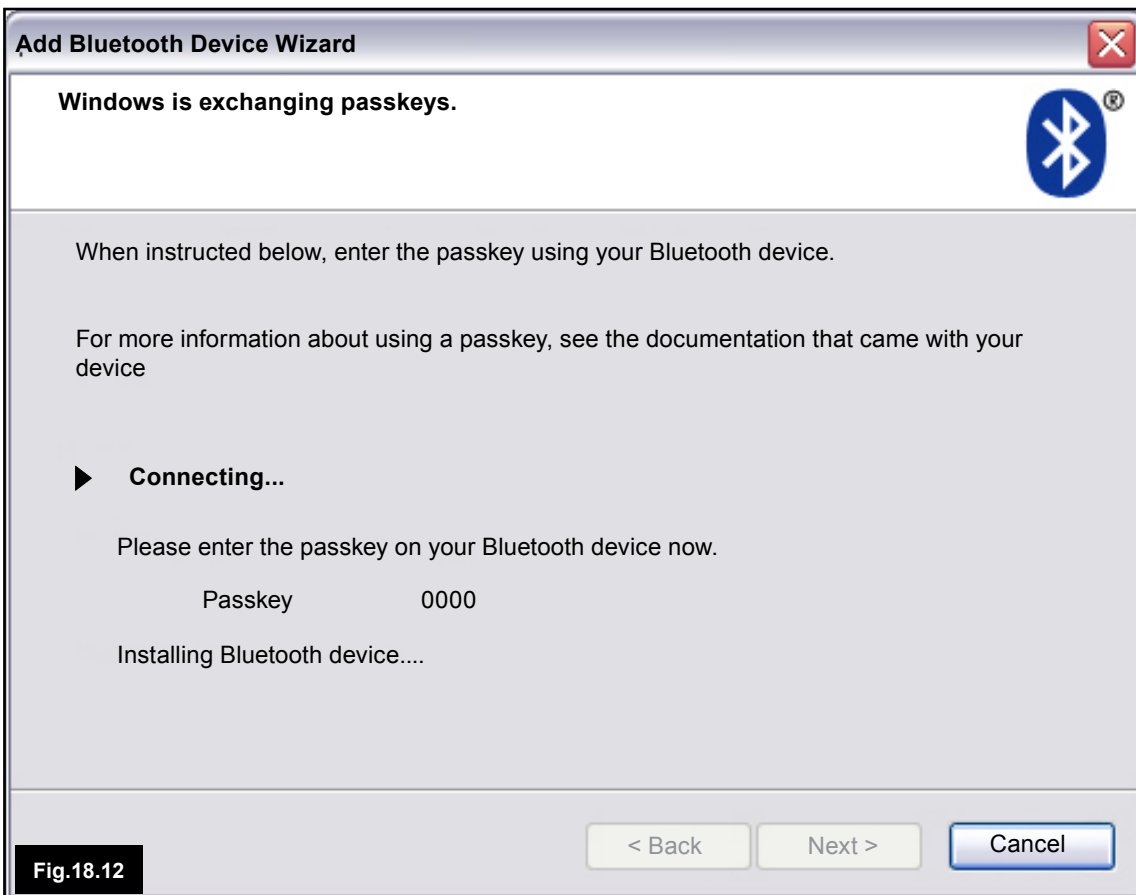 Add Bluetooth Device Wizard
Windows is exchanging passkeys.
®
When instructed below, enter the passkey using your Bluetooth device.
For more information about using a passkey, see the documentation that came with your
device
Connecting...
Please enter the passkey on your Bluetooth device now.
Passkey 0000
Installing Bluetooth device....
< Back Next > Cancel
Fig.18.12